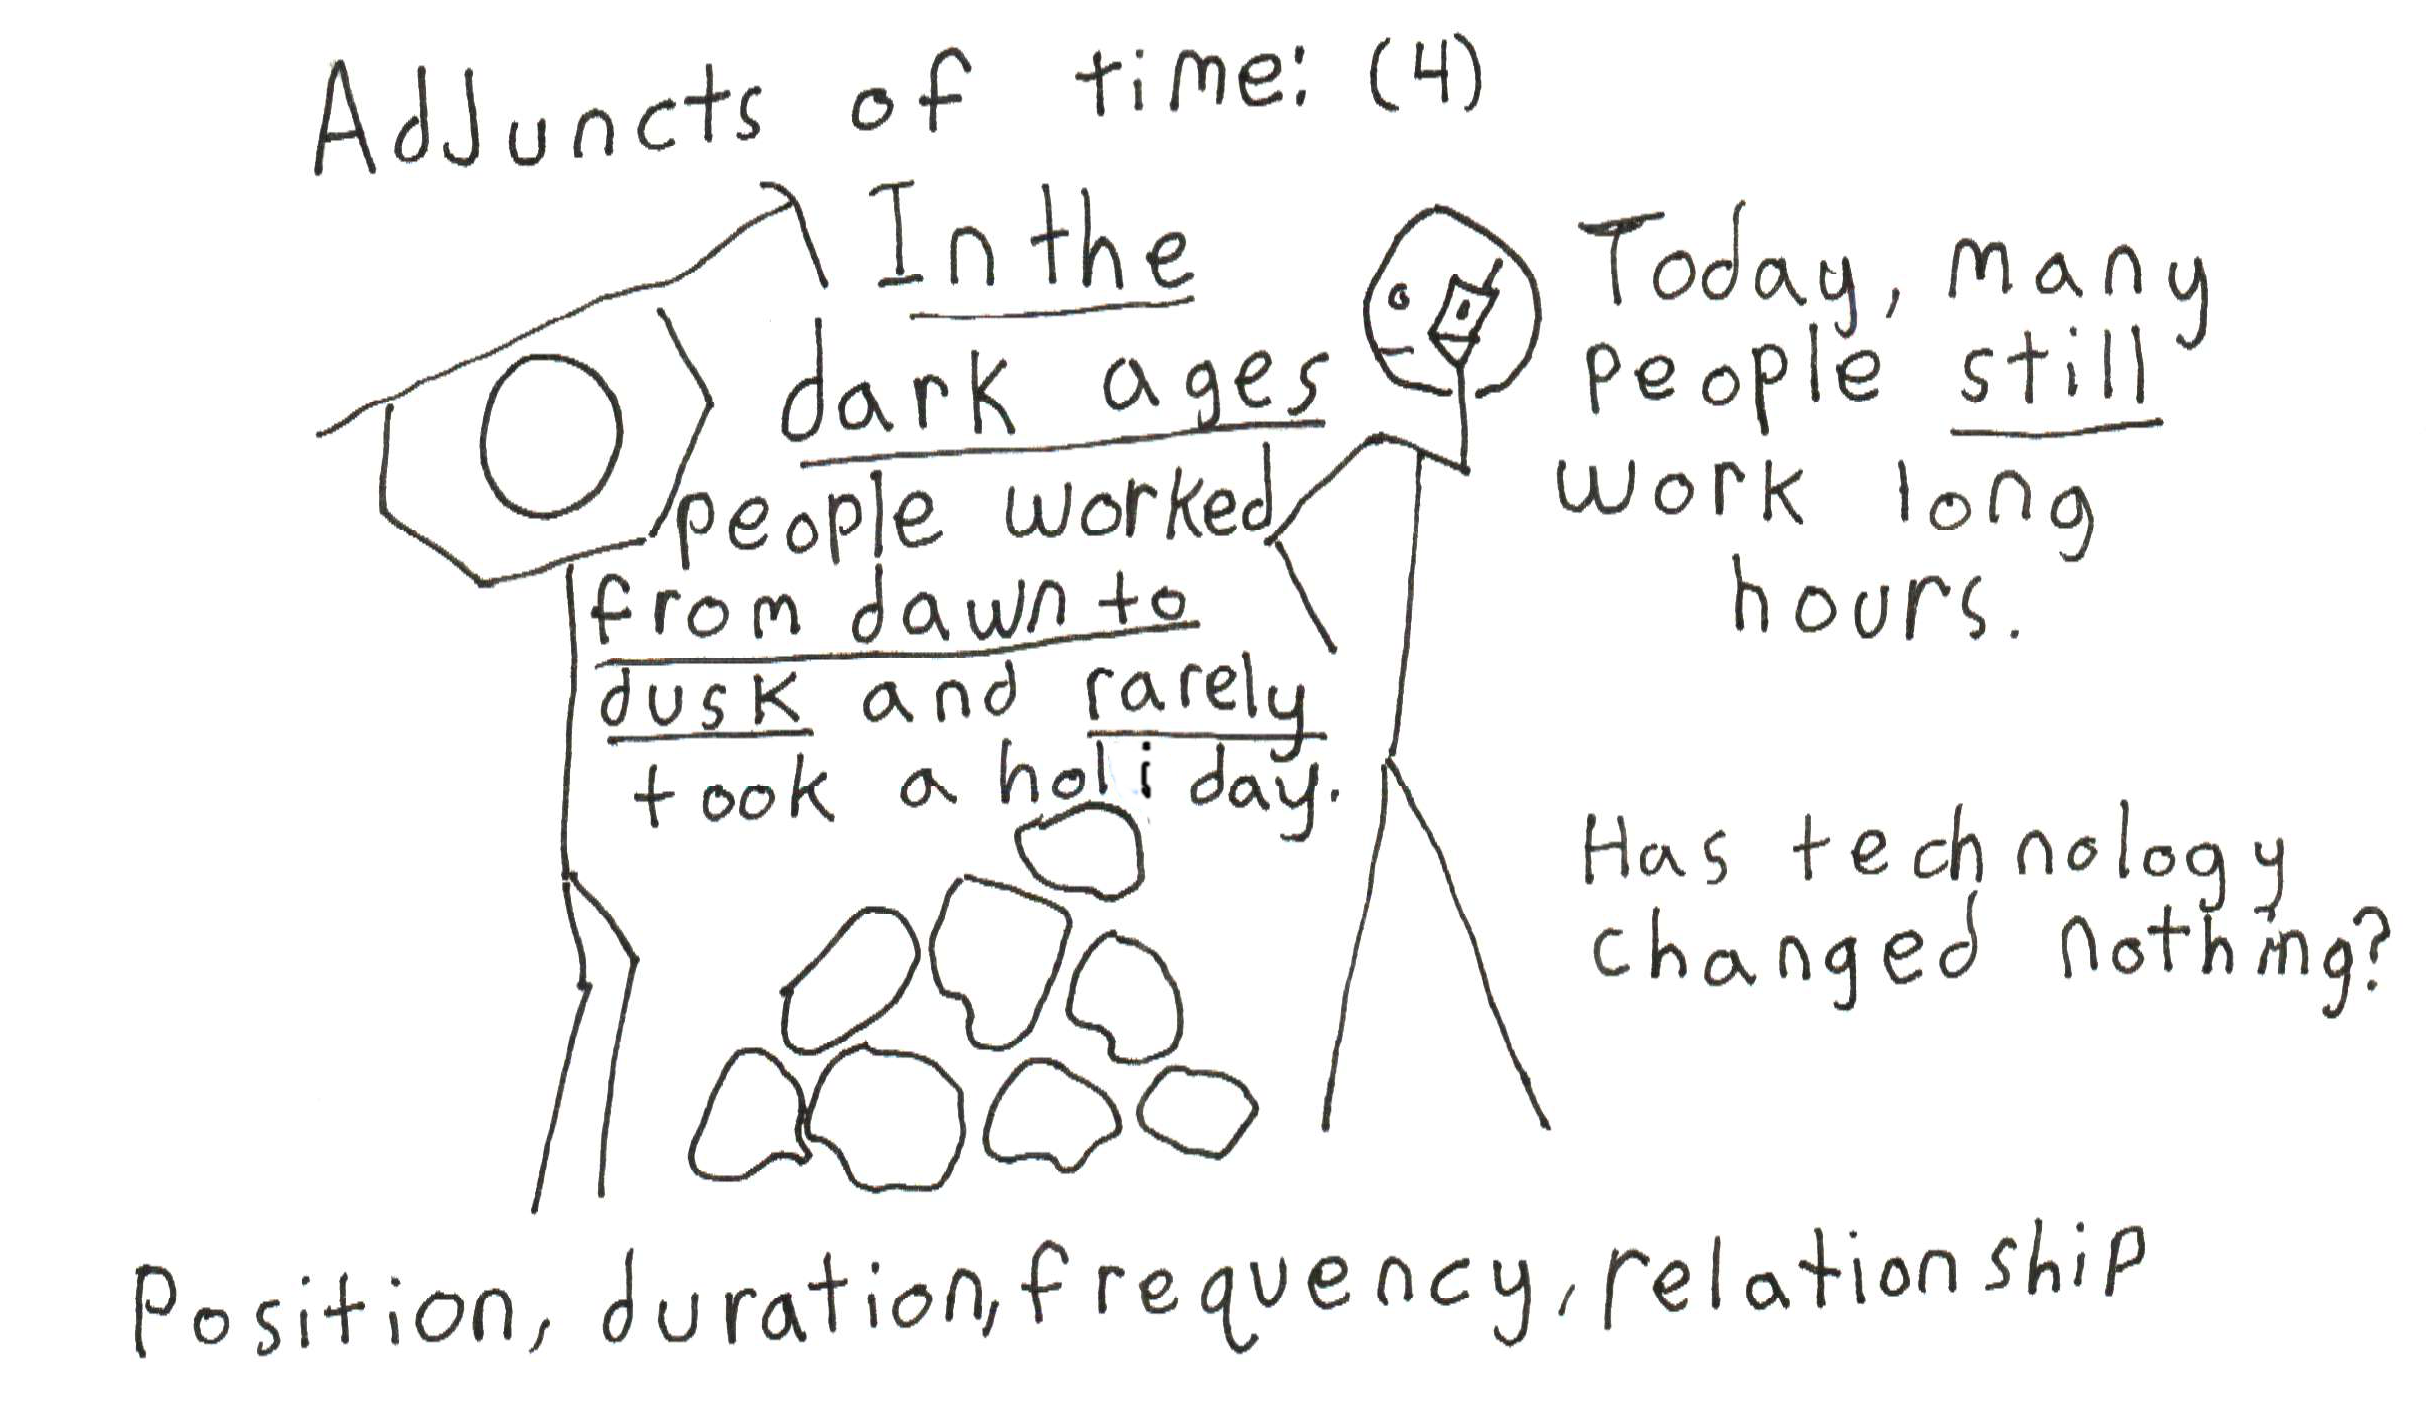 AdJuncts of time: (4)
In the
dark ages
people worked
from dawn to
dusk and rarely
took a holiday.
Today, many
people still
work long
hours.
Has technology
changed nothing?
Position, duration, frequency, relationship